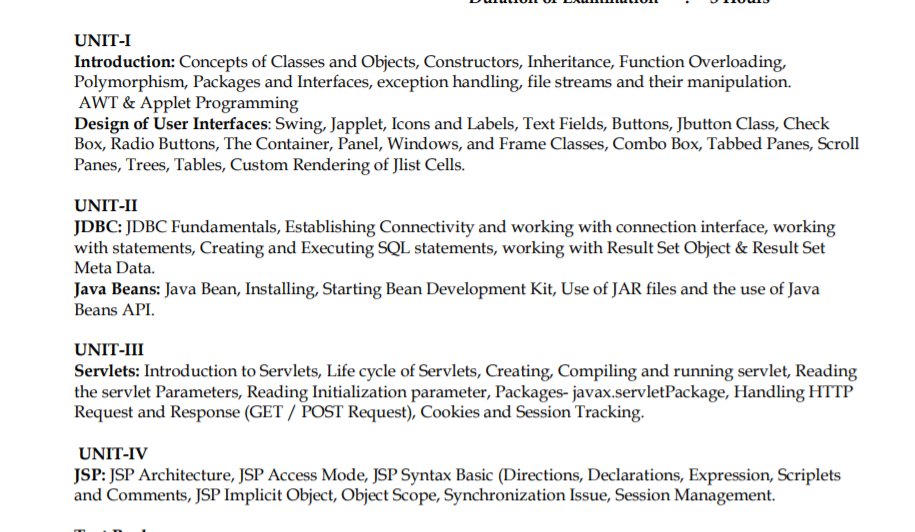 Duration of Examination : 3 Hours
UNIT-I
Introduction: Concepts of Classes and Objects, Constructors, Inheritance, Function Overloading,
Polymorphism, Packages and Interfaces, exception handling, file streams and their manipulation.
AWT & Applet Programming
Design of User Interfaces: Swing, Japplet, Icons and Labels, Text Fields, Buttons, Jbutton Class, Check
Box, Radio Buttons, The Container, Panel, Windows, and Frame Classes, Combo Box, Tabbed Panes, Scroll
Panes, Trees, Tables, Custom Rendering of Jlist Cells.
UNIT-II
JDBC: JDBC Fundamentals, Establishing Connectivity and working with connection interface, working
with statements, Creating and Executing SQL statements, working with Result Set Object & Result Set
Meta Data.
Java Beans: Java Bean, Installing, Starting Bean Development Kit, Use of JAR files and the use of Java
Beans API.
UNIT-III
Servlets: Introduction to Servlets, Life cycle of Servlets, Creating, Compiling and running servlet, Reading
the servlet Parameters, Reading Initialization parameter, Packages- javax.servletPackage, Handling HTTP
Request and Response (GET / POST Request), Cookies and Session Tracking.
UNIT-IV
JSP: JSP Architecture, JSP Access Mode, JSP Syntax Basic (Directions, Declarations, Expression, Scriplets
and Comments, JSP Implicit Object, Object Scope, Synchronization Issue, Session Management.